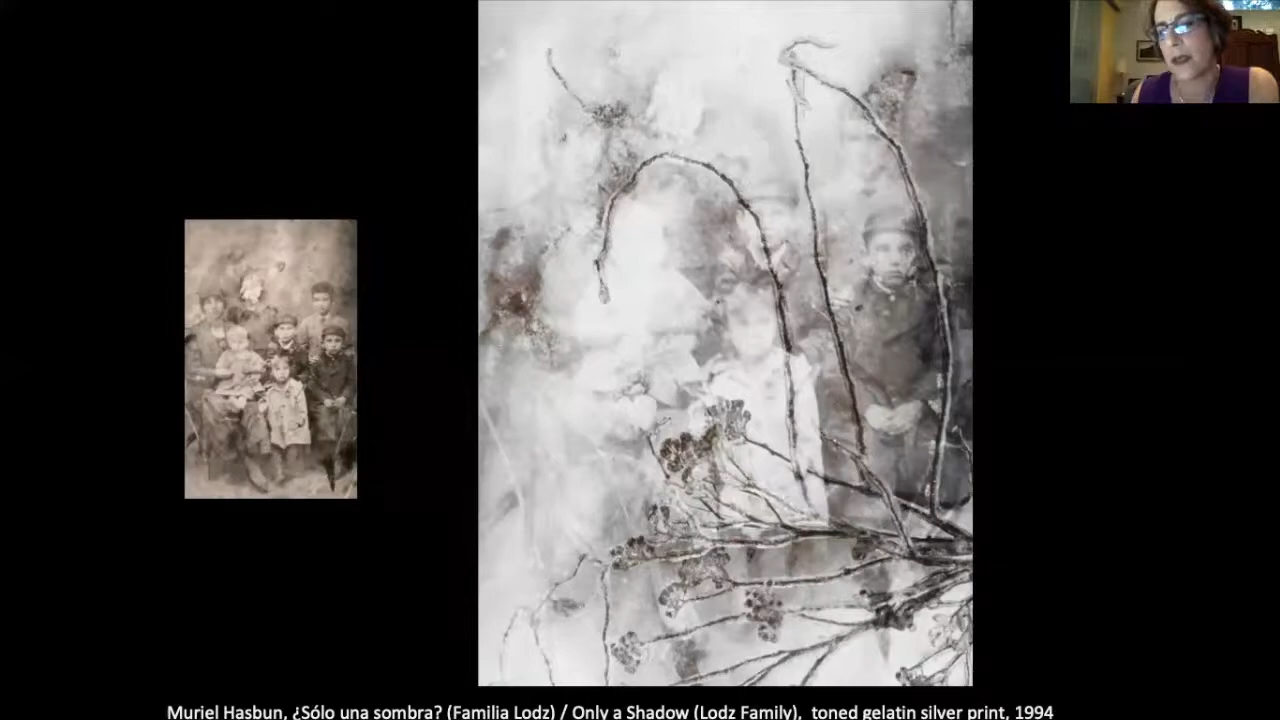 Muriel Hasbun, ¿Sólo una sombra? (Familia Lodz) / Only a Shadow (Lodz Family), toned gelatin silver print, 1994